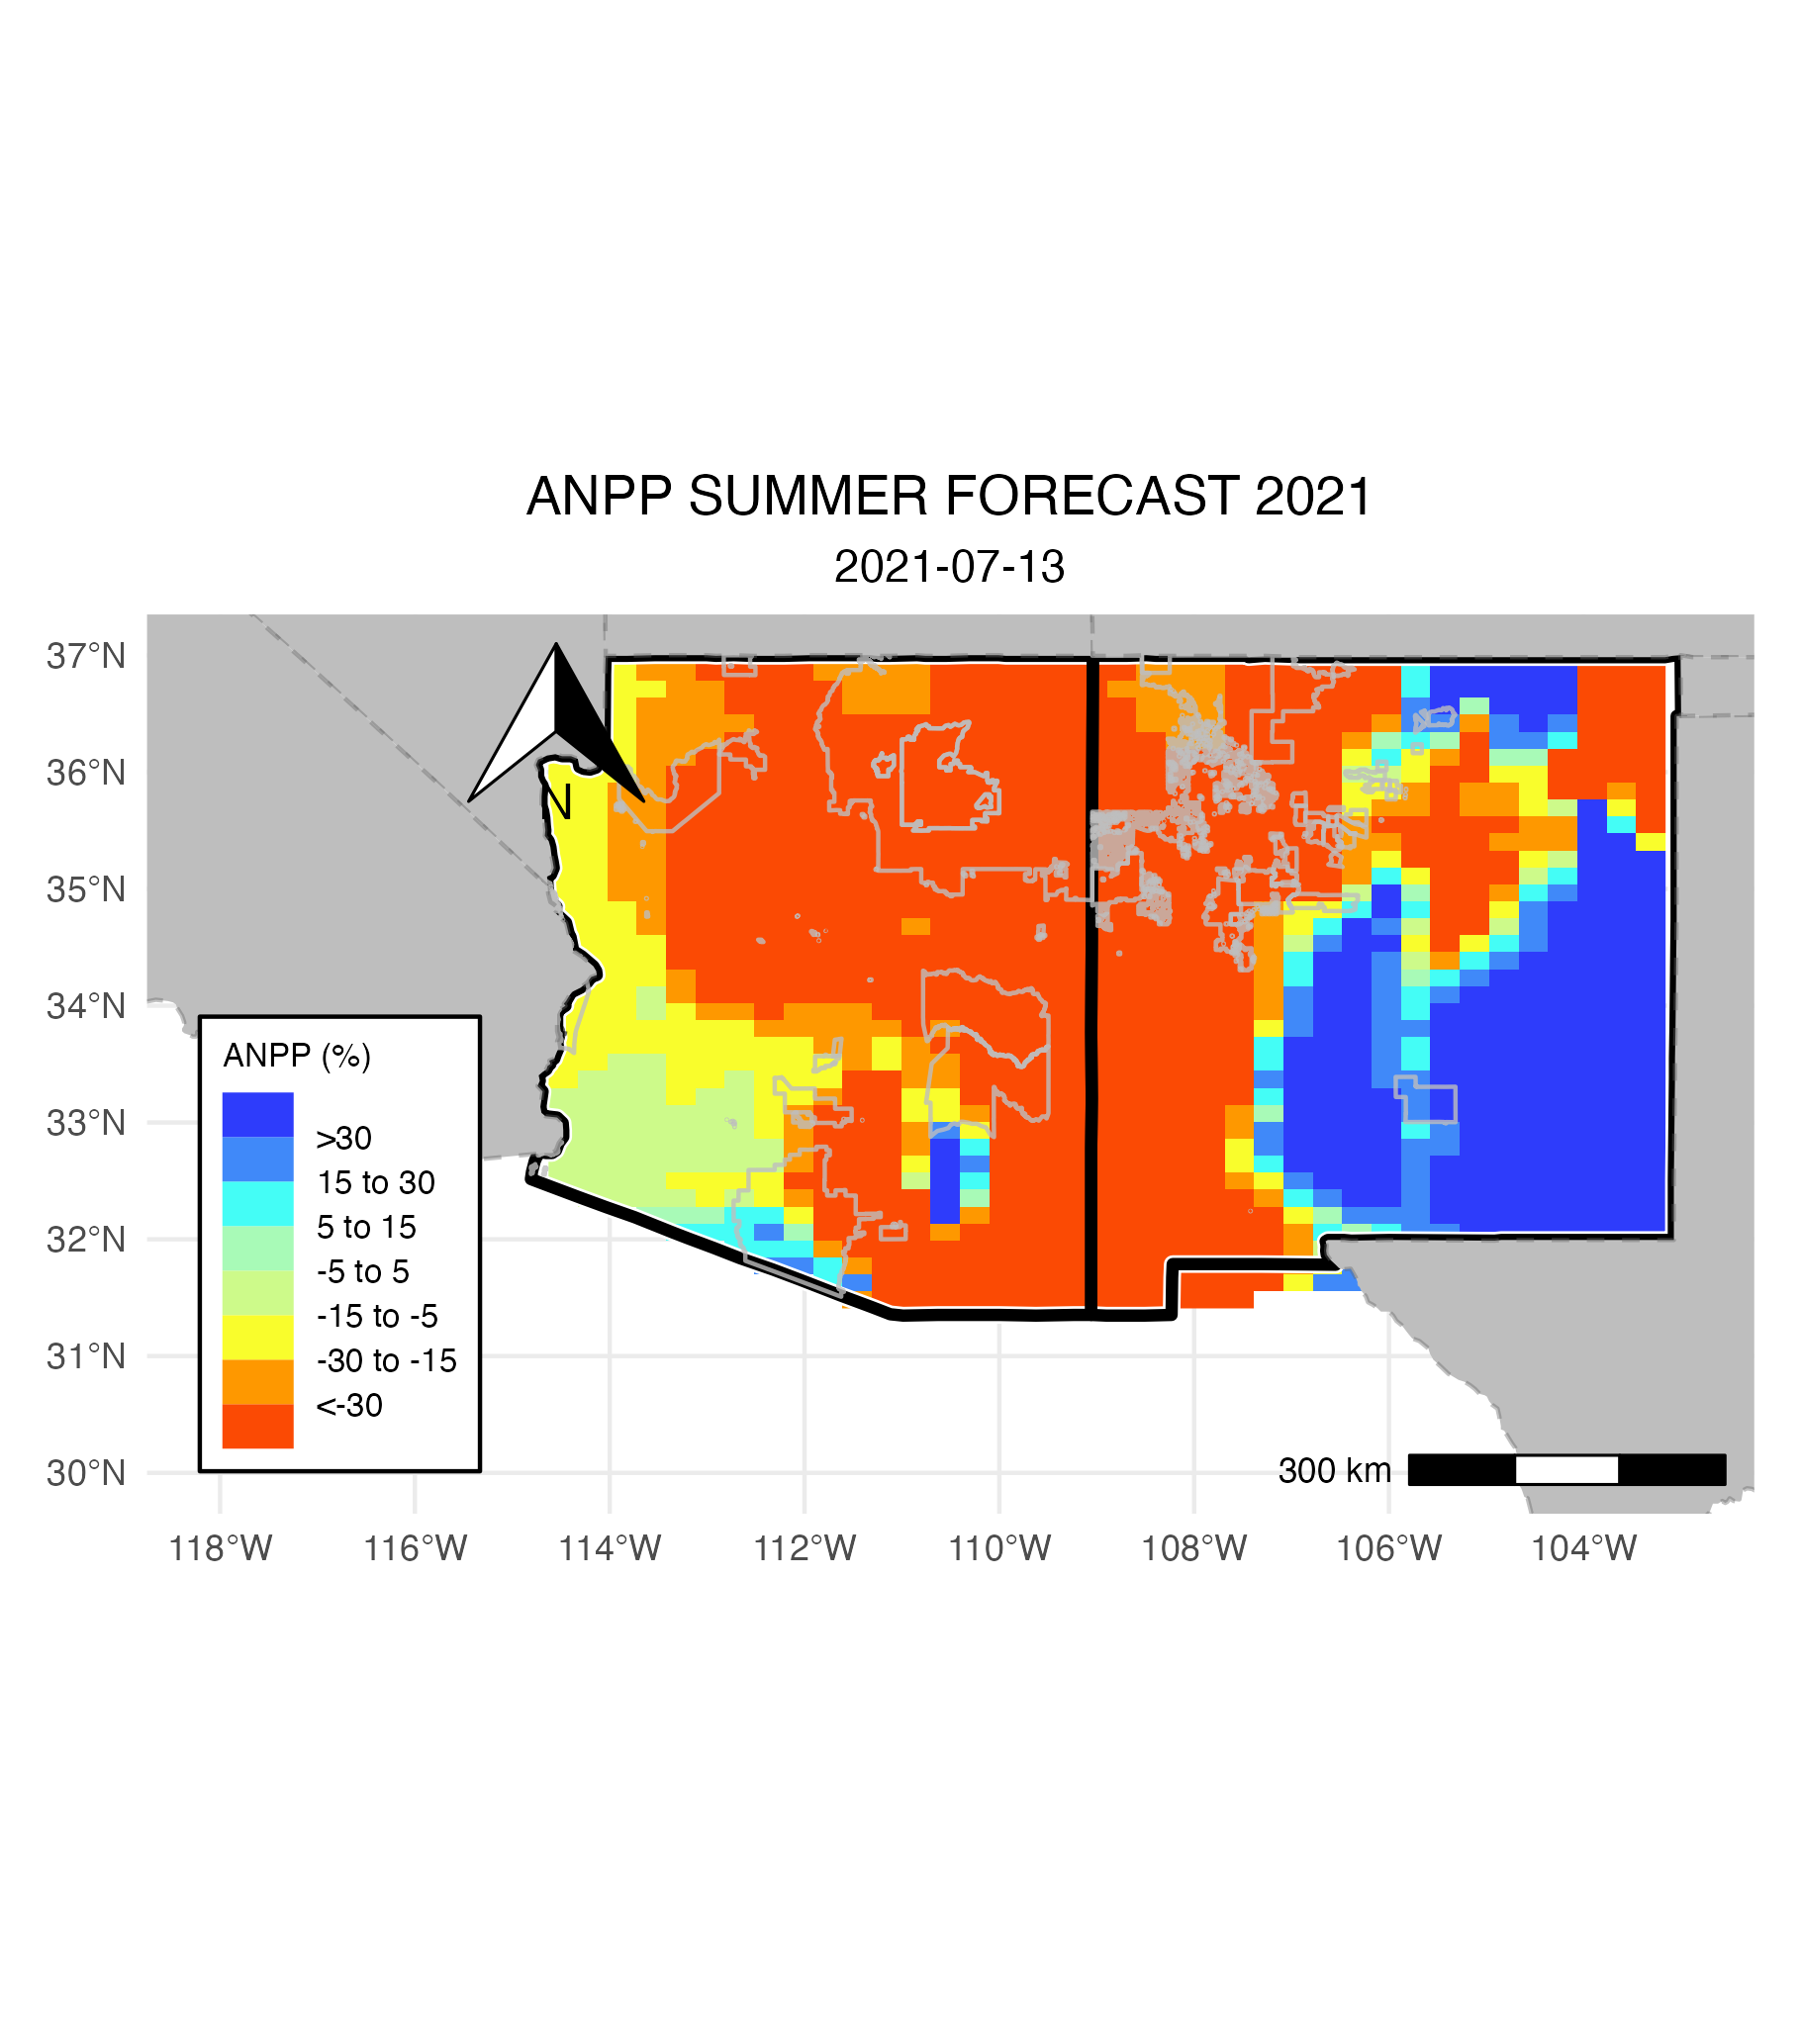 ANPP SUMMER FORECAST 2021
2021-07-13
37°N
36°N
35°N
34°N
33°N
32°N
31°N
30°N
N
ANPP (%)
>30
15 to 30
5 to 15
-5 to 5
-15 to -5
-30 to -15
<-30
300 km
118°W 116°W 114°W 112°W 110°W 108°W 106°W 104°W